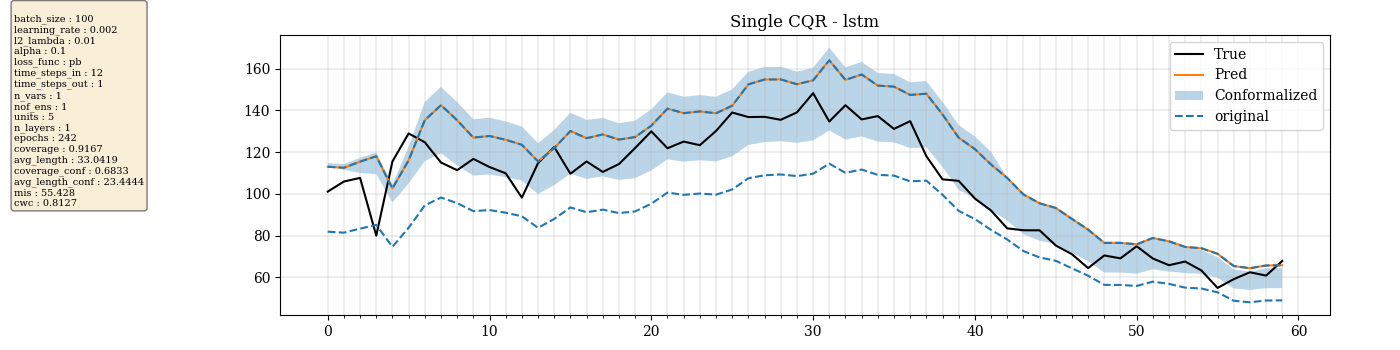 batch_size : 100
learning_rate : 0.002
l2_lambda : 0.01
alpha : 0.1
loss_func : pb
time_steps_in : 12
time_steps_out : 1
n_vars : 1
nof_ens : 1
units : 5
n_layers : 1
epochs : 242
coverage : 0.9167
avg_length : 33.0419
coverage_conf : 0.6833
avg_length_conf : 23.4444
mis : 55.428
cwc : 0.8127
Single CQR - lstm
160
140
120
100
80
60
0 10 20 30 40 50 60
True
Pred
Conformalized
original